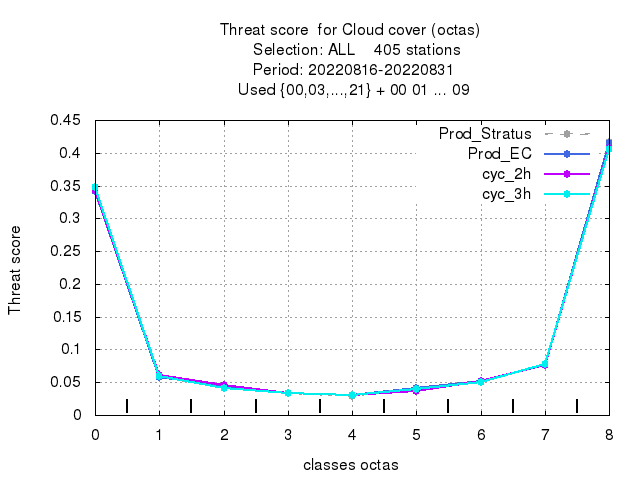 Threat score  for Cloud cover (octas)
Selection: ALL    405 stations
Period: 20220816-20220831
Used {00,03,...,21} + 00 01 ... 09
0.45
0.4
0.35
0.3
0.25
0.2
0.15
0.1
0.05
0
Threat score
Prod_Stratus
Prod_EC
cyc_2h
cyc_3h
0 1 2 3 4 5 6 7 8
classes octas